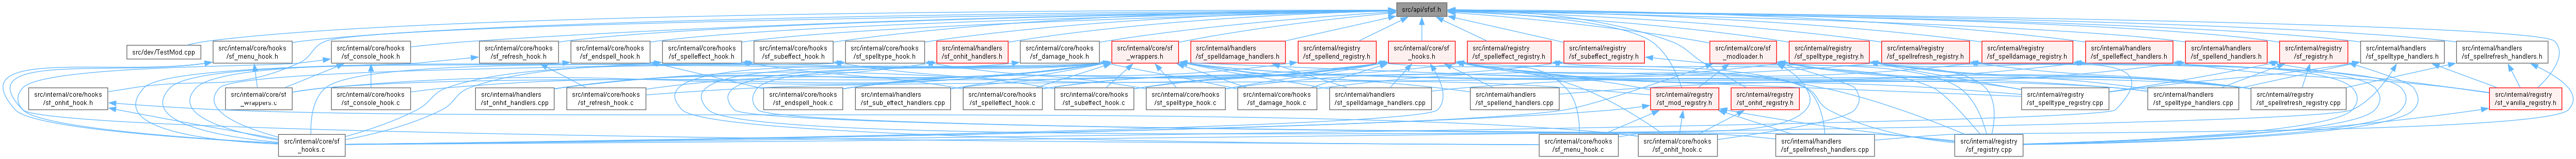 src/api/sfsf.h
src/dev/TestMod.cpp
src/internal/core/hooks
/sf_menu_hook.h
src/internal/core/hooks
/sf_console_hook.h
src/internal/core/hooks
/sf_refresh_hook.h
src/internal/core/hooks
/sf_endspell_hook.h
src/internal/core/hooks
/sf_spelleffect_hook.h
src/internal/core/hooks
/sf_subeffect_hook.h
src/internal/core/hooks
/sf_spelltype_hook.h
src/internal/handlers
/sf_onhit_handlers.h
src/internal/core/hooks
/sf_damage_hook.h
src/internal/core/sf
_wrappers.h
src/internal/handlers
/sf_spelldamage_handlers.h
src/internal/registry
/sf_spellend_registry.h
src/internal/core/sf
_hooks.h
src/internal/registry
/sf_spelleffect_registry.h
src/internal/registry
/sf_subeffect_registry.h
src/internal/core/sf
_modloader.h
src/internal/registry
/sf_spelltype_registry.h
src/internal/registry
/sf_spellrefresh_registry.h
src/internal/registry
/sf_spelldamage_registry.h
src/internal/handlers
/sf_spelleffect_handlers.h
src/internal/handlers
/sf_spellend_handlers.h
src/internal/registry
/sf_registry.h
src/internal/handlers
/sf_spelltype_handlers.h
src/internal/handlers
/sf_spellrefresh_handlers.h
src/internal/core/hooks
/sf_onhit_hook.h
src/internal/core/sf
_wrappers.c
src/internal/core/hooks
/sf_console_hook.c
src/internal/handlers
/sf_onhit_handlers.cpp
src/internal/core/hooks
/sf_refresh_hook.c
src/internal/core/hooks
/sf_endspell_hook.c
src/internal/handlers
/sf_sub_effect_handlers.cpp
src/internal/core/hooks
/sf_spelleffect_hook.c
src/internal/core/hooks
/sf_subeffect_hook.c
src/internal/core/hooks
/sf_spelltype_hook.c
src/internal/core/hooks
/sf_damage_hook.c
src/internal/handlers
/sf_spelldamage_handlers.cpp
src/internal/handlers
/sf_spellend_handlers.cpp
src/internal/registry
/sf_mod_registry.h
src/internal/registry
/sf_onhit_registry.h
src/internal/registry
/sf_spelltype_registry.cpp
src/internal/handlers
/sf_spelltype_handlers.cpp
src/internal/registry
/sf_spellrefresh_registry.cpp
src/internal/registry
/sf_vanilla_registry.h
src/internal/core/sf
_hooks.c
src/internal/core/hooks
/sf_menu_hook.c
src/internal/core/hooks
/sf_onhit_hook.c
src/internal/handlers
/sf_spellrefresh_handlers.cpp
src/internal/registry
/sf_registry.cpp